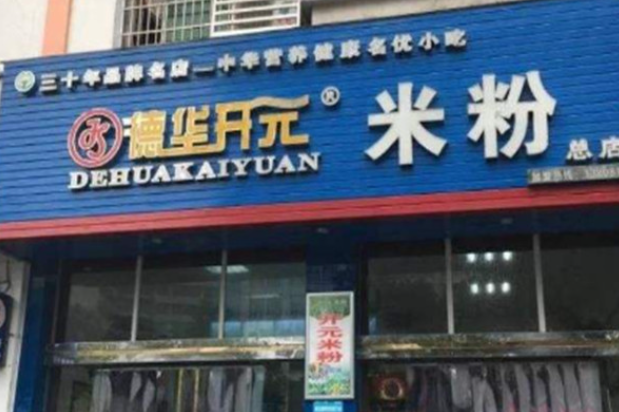 三十年品牌名店—中华营养健康名优小吃
德华开元® 米粉
DEHUAKAIYUAN
总店
开元米粉